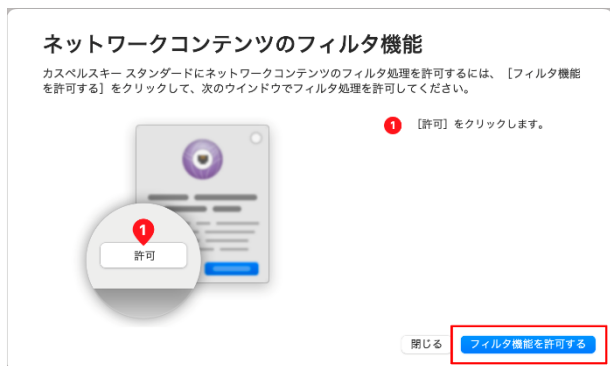 ネットワークコンテンツのフィルタ機能
カスペルスキー スタンダードにネットワークコンテンツのフィルタ処理を許可するには、［フィルタ機能
を許可する］をクリックして、次のウインドウでフィルタ処理を許可してください。
1 ［許可］をクリックします。
1
許可
閉じる フィルタ機能を許可する